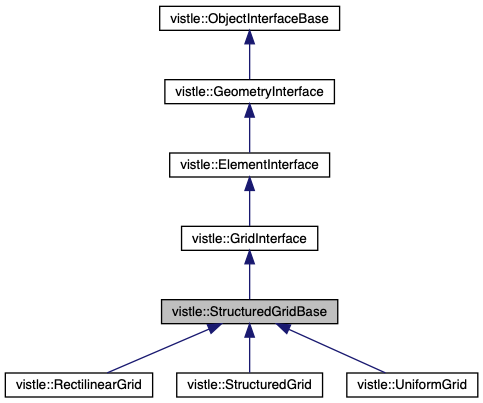 vistle::ObjectInterfaceBase
vistle::GeometryInterface
vistle::ElementInterface
vistle::GridInterface
vistle::StructuredGridBase
vistle::RectilinearGrid
vistle::StructuredGrid
vistle::UniformGrid